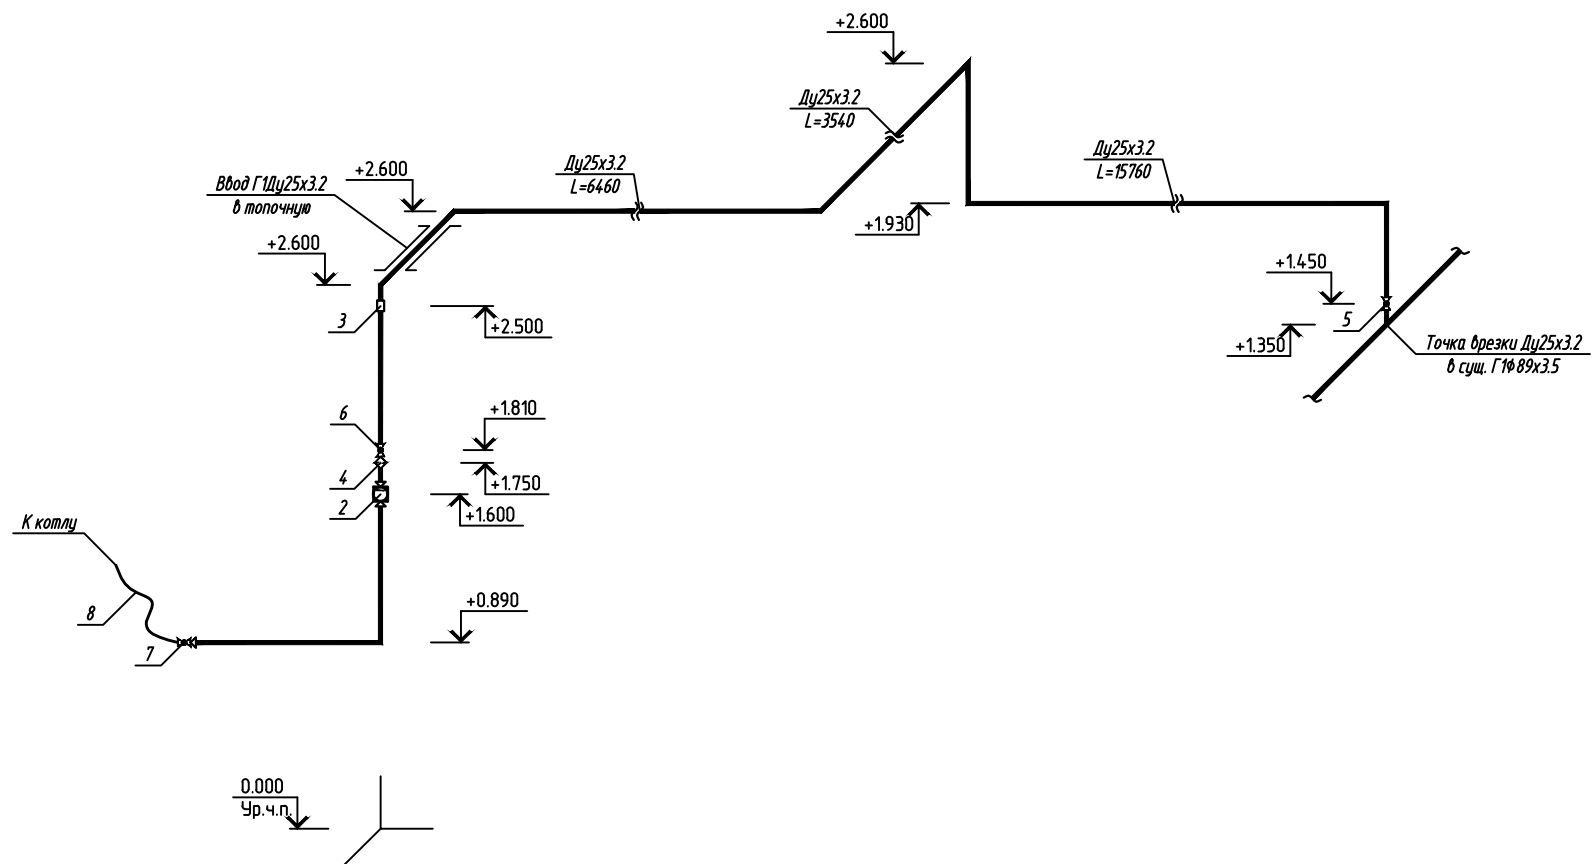 +2.600
Ду25х3.2
L=3540
Ду25х3.2
L=15760
Ду25х3.2
L=6460
+2.600
Ввод Г1Ду25х3.2
в топочную
+2.600
+1.930
+1.450
5
+1.350
Точка врезки Ду25х3.2
в сущ. Г1ϕ89х3.5
3
+2.500
6
+1.810
4
+1.750
2
+1.600
К котлу
8
+0.890
7
0.000
Ур.ч.п.